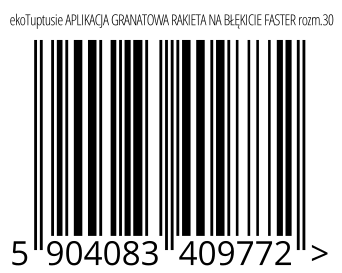 ekoTuptusie APLIKACJA GRANATOWA RAKIETA NA BŁĘKICIE FASTER rozm.30
5 904083 409772 >